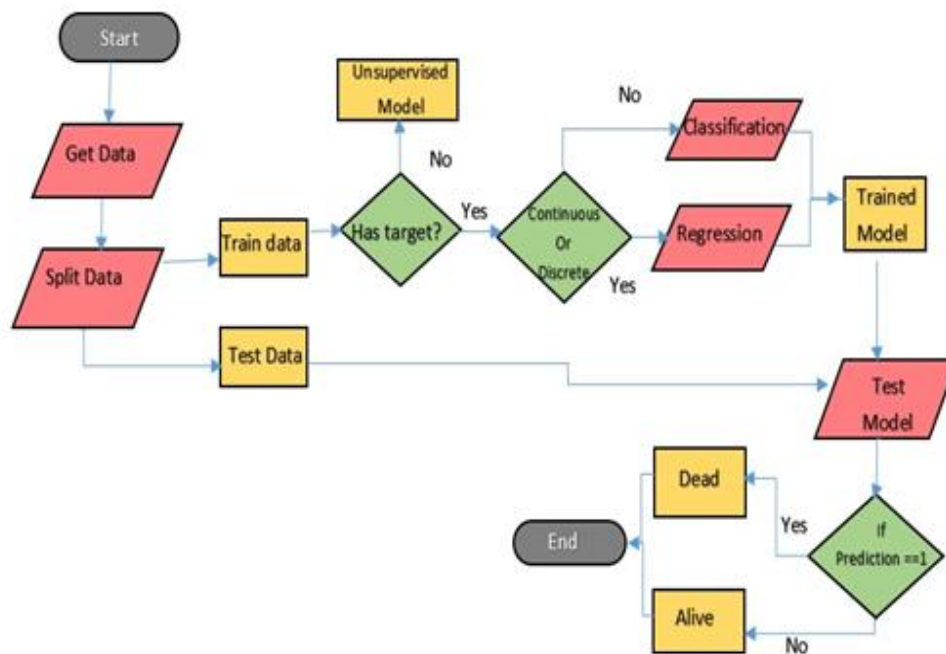 Start
Get Data
Split Data
Train data
Test Data
Unsupervised
Model
No
Has target?
Yes
Continuous
Or
Discrete
No
Yes
Classification
Regression
Trained
Model
Test
Model
If
Prediction ==1
Yes
No
Dead
Alive
End